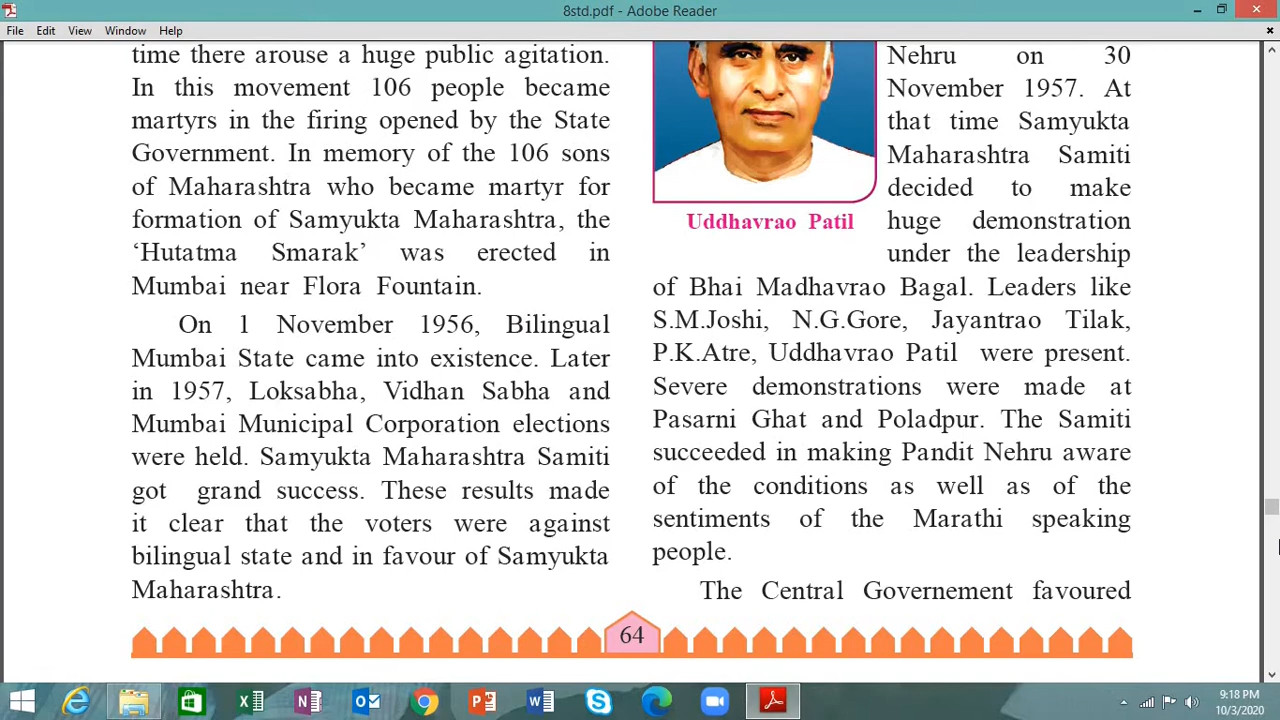 8std.pdf - Adobe Reader
File Edit View Window Help
time there arouse a huge public agitation.
In this movement 106 people became
martyrs in the firing opened by the State
Government. In memory of the 106 sons
of Maharashtra who became martyr for
formation of Samyukta Maharashtra, the
‘Hutatma Smarak’ was erected in
Mumbai near Flora Fountain.
On 1 November 1956, Bilingual
Mumbai State came into existence. Later
in 1957, Loksabha, Vidhan Sabha and
Mumbai Municipal Corporation elections
were held. Samyukta Maharashtra Samiti
got grand success. These results made
it clear that the voters were against
bilingual state and in favour of Samyukta
Maharashtra.
Uddhavrao Patil
Nehru on 30
November 1957. At
that time Samyukta
Maharashtra Samiti
decided to make
huge demonstration
under the leadership
of Bhai Madhavrao Bagal. Leaders like
S.M.Joshi, N.G.Gore, Jayantrao Tilak,
P.K.Atre, Uddhavrao Patil were present.
Severe demonstrations were made at
Pasarni Ghat and Poladpur. The Samiti
succeeded in making Pandit Nehru aware
of the conditions as well as of the
sentiments of the Marathi speaking
people.
The Central Governement favoured
64
9:18 PM
10/3/2020